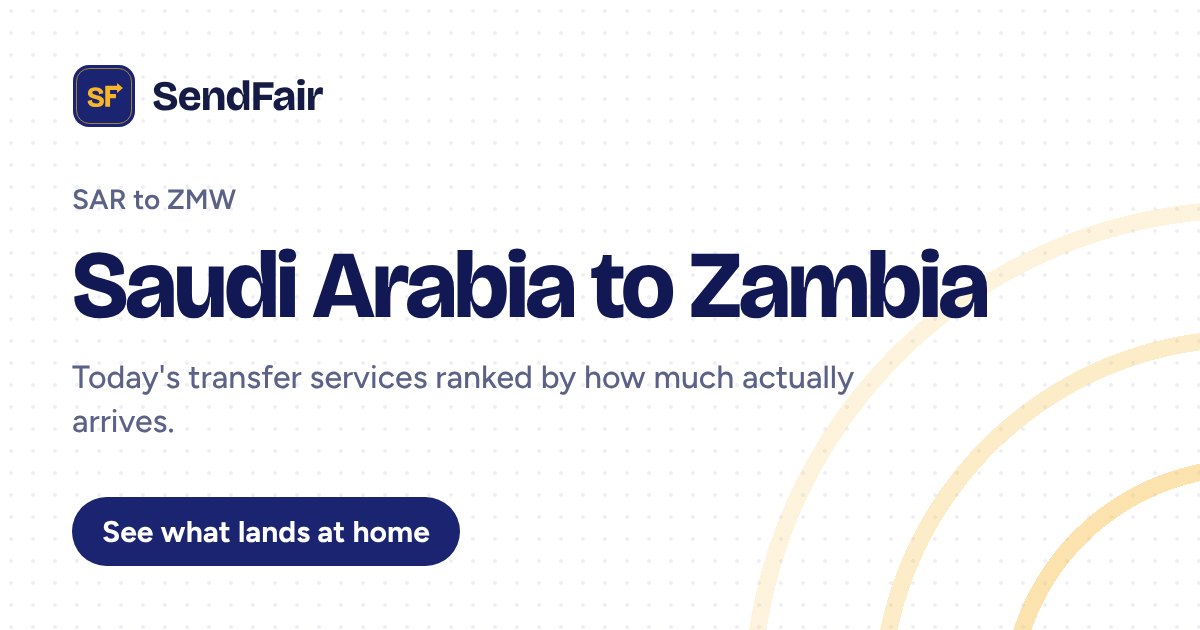 SF
SendFair
SAR to ZMW
Saudi Arabia to Zambia
Today's transfer services ranked by how much actually
arrives.
See what lands at home